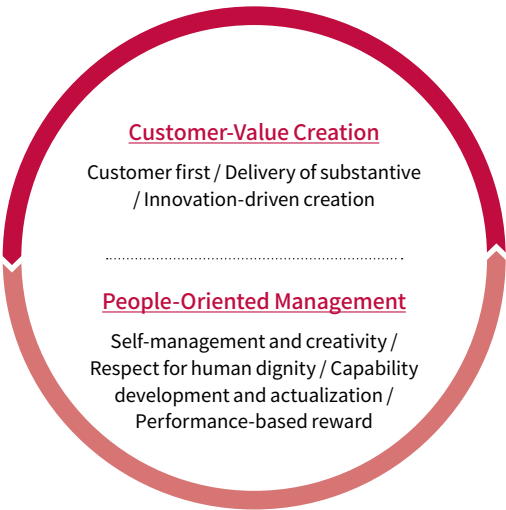 Customer-Value Creation
Customer first / Delivery of substantive
/ Innovation-driven creation
People-Oriented Management
Self-management and creativity /
Respect for human dignity / Capability
development and actualization /
Performance-based reward